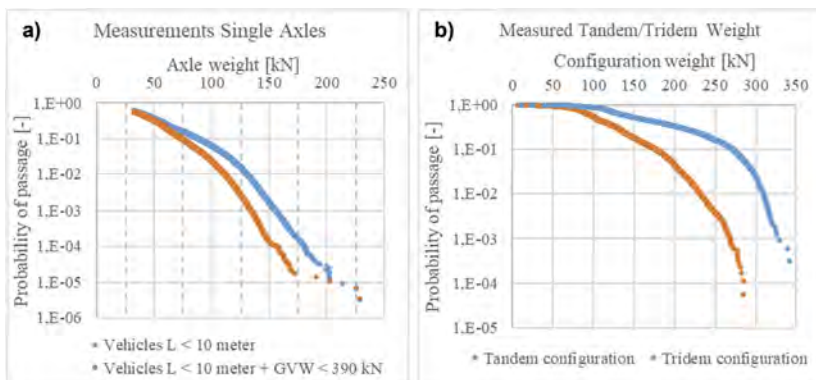 a) Measurements Single Axles
Axle weight [kN]
0 50 100 150 200 250
1,E+00
1,E-01
1,E-02
1,E-03
1,E-04
1,E-05
1,E-06
Probability of passage [-]
Vehicles L < 10 meter
Vehicles L < 10 meter + GVW < 390 kN
b) Measured Tandem/Tridem Weight
Configuration weight [kN]
0 50 100 150 200 250 300 350
1,E+00
1,E-01
1,E-02
1,E-03
1,E-04
1,E-05
Probability of passage [-]
Tandem configuration Tridem configuration